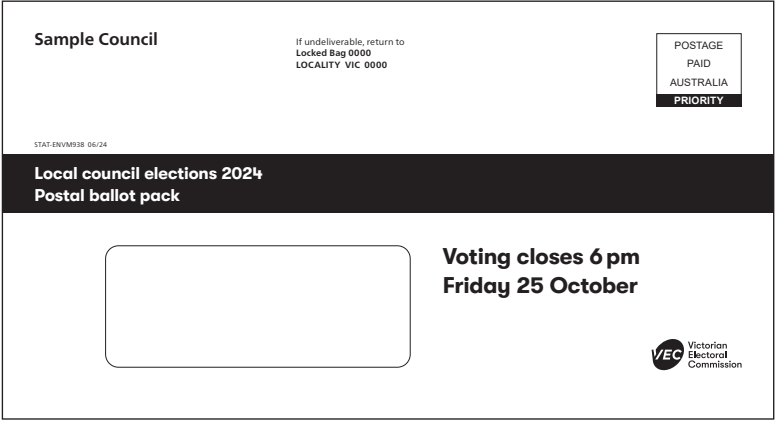 Sample Council
If undeliverable, return to
Locked Bag 0000
LOCALITY VIC 0000
POSTAGE
PAID
AUSTRALIA
PRIORITY
STAT-ENVM938 06/24
Local council elections 2024
Postal ballot pack
Voting closes 6 pm
Friday 25 October
VEC
Victorian
Electoral
Commission